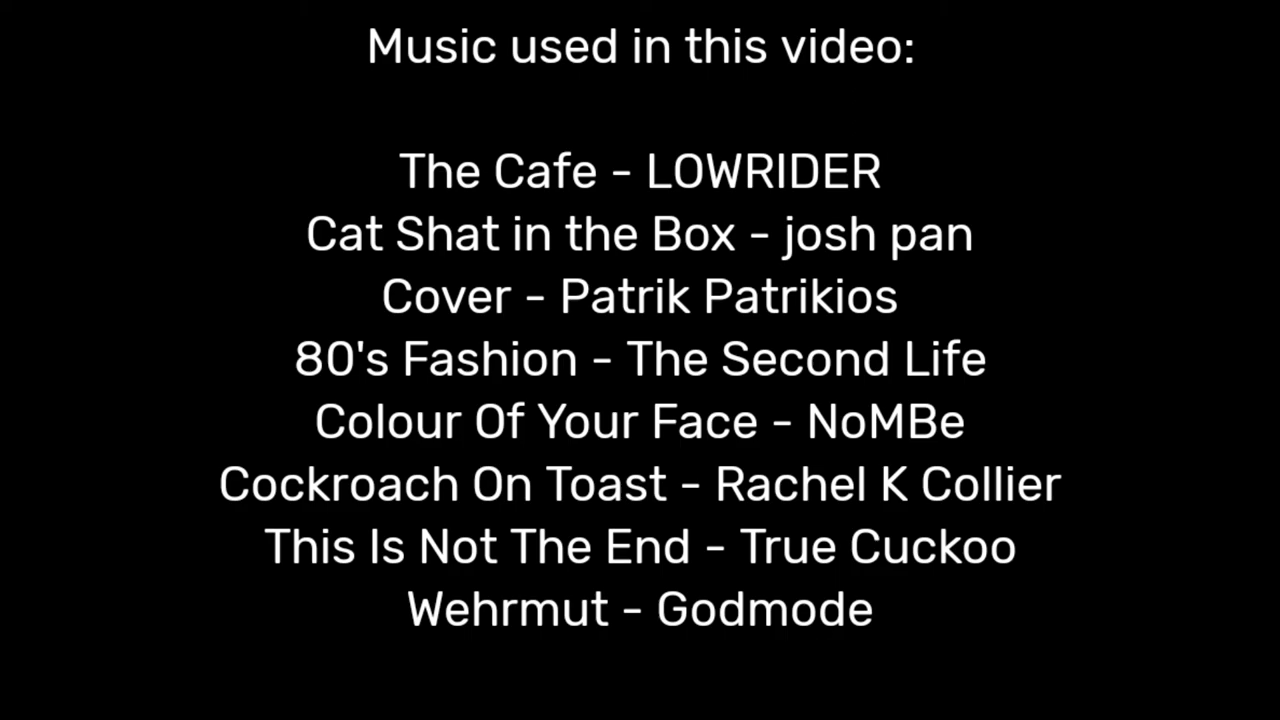 Music used in this video:
The Cafe - LOWRIDER
Cat Shat in the Box - josh pan
Cover - Patrik Patrikios
80's Fashion - The Second Life
Colour Of Your Face - NoMBe
Cockroach On Toast - Rachel K Collier
This Is Not The End - True Cuckoo
Wehrmut - Godmode